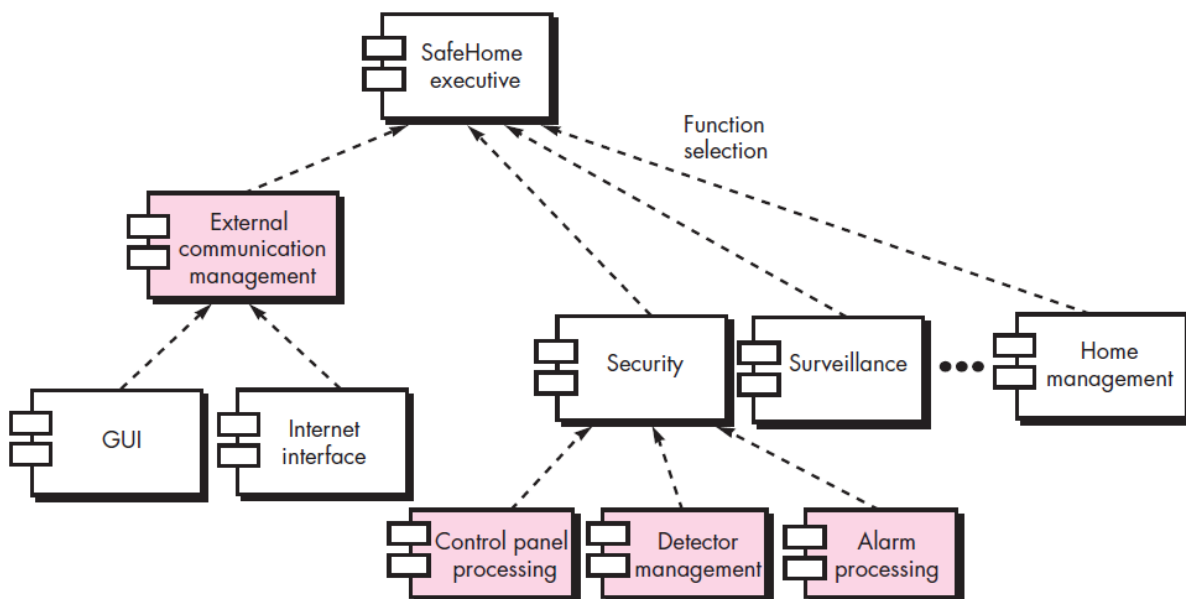 SafeHome
executive
Function
selection
External
communication
management
Security
Surveillance
Home
management
GUI
Internet
interface
Control panel
processing
Detector
management
Alarm
processing